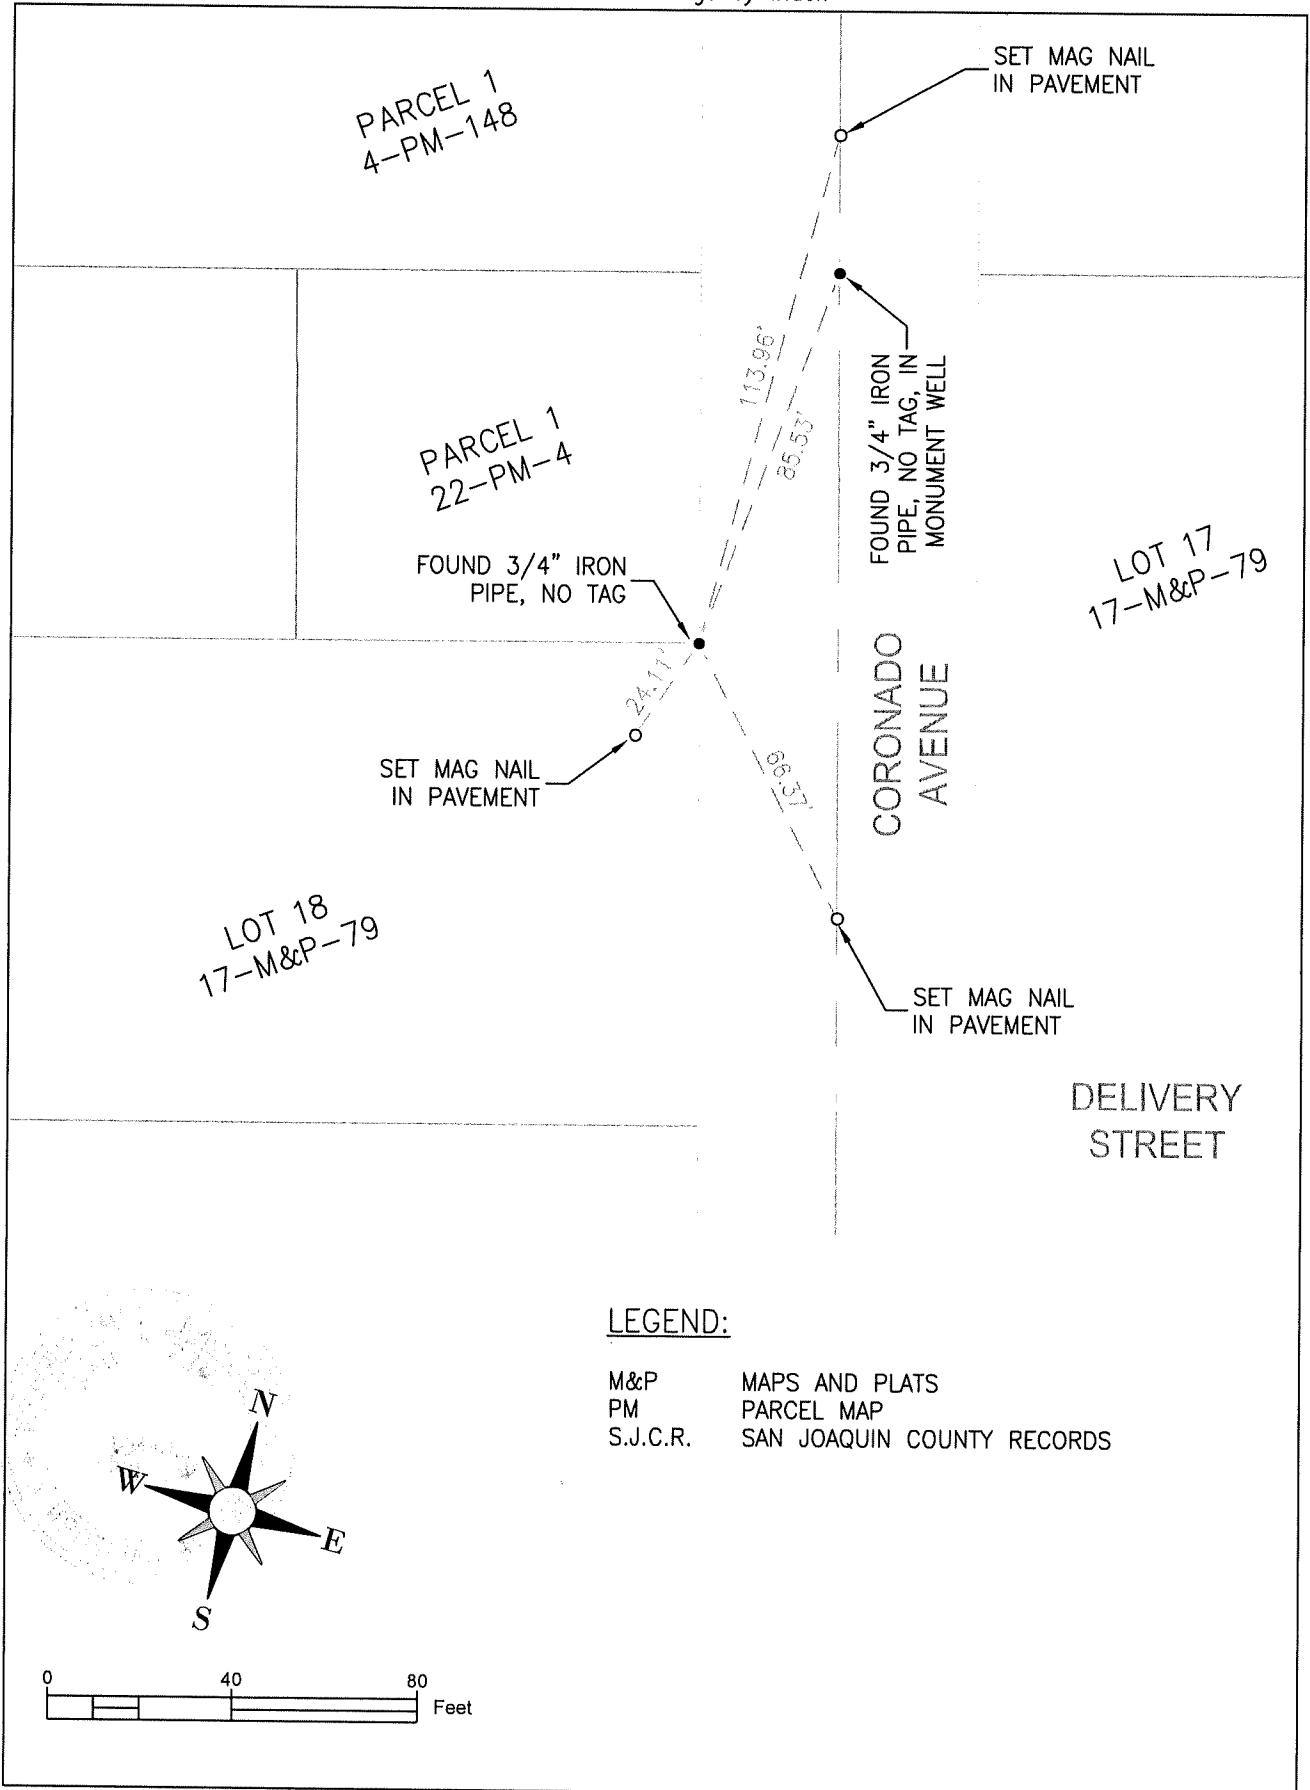 SET MAG NAIL
IN PAVEMENT
PARCEL 1
4-PM-148
113.96'
85.53'
FOUND 3/4" IRON
PIPE, NO TAG, IN
MONUMENT WELL
PARCEL 1
22-PM-4
FOUND 3/4" IRON
PIPE, NO TAG
LOT 17
17-M&P-79
24.11'
CORONADO
AVENUE
SET MAG NAIL
IN PAVEMENT
66.37'
LOT 18
17-M&P-79
SET MAG NAIL
IN PAVEMENT
DELIVERY
STREET
LEGEND:
M&P MAPS AND PLATS
PM PARCEL MAP
S.J.C.R. SAN JOAQUIN COUNTY RECORDS
N
W
E
S
0 40 80
Feet